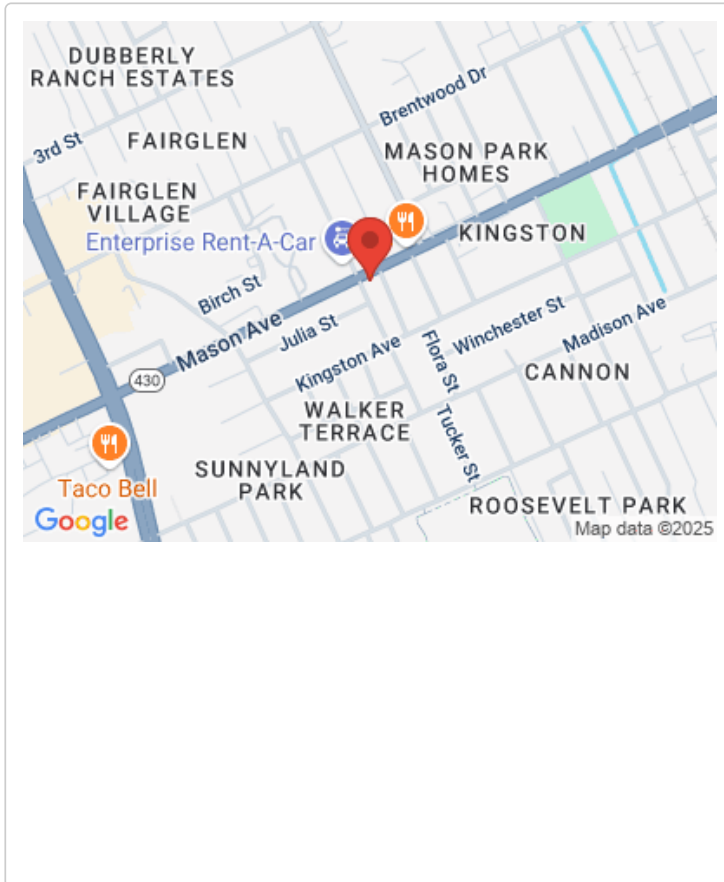 DUBBERLY
RANCH ESTATES
3rd St
Brentwood Dr
FAIRGLEN
MASON PARK
HOMES
FAIRGLEN
VILLAGE
Enterprise Rent-A-Car
KINGSTON
Birch St
Mason Ave
Julia St
Kingston Ave
Flora St
Winchester St
Madison Ave
430
CANNON
WALKER
TERRACE
Tucker St
SUNNYLAND
PARK
Taco Bell
ROOSEVELT PARK
Google
Map data ©2025